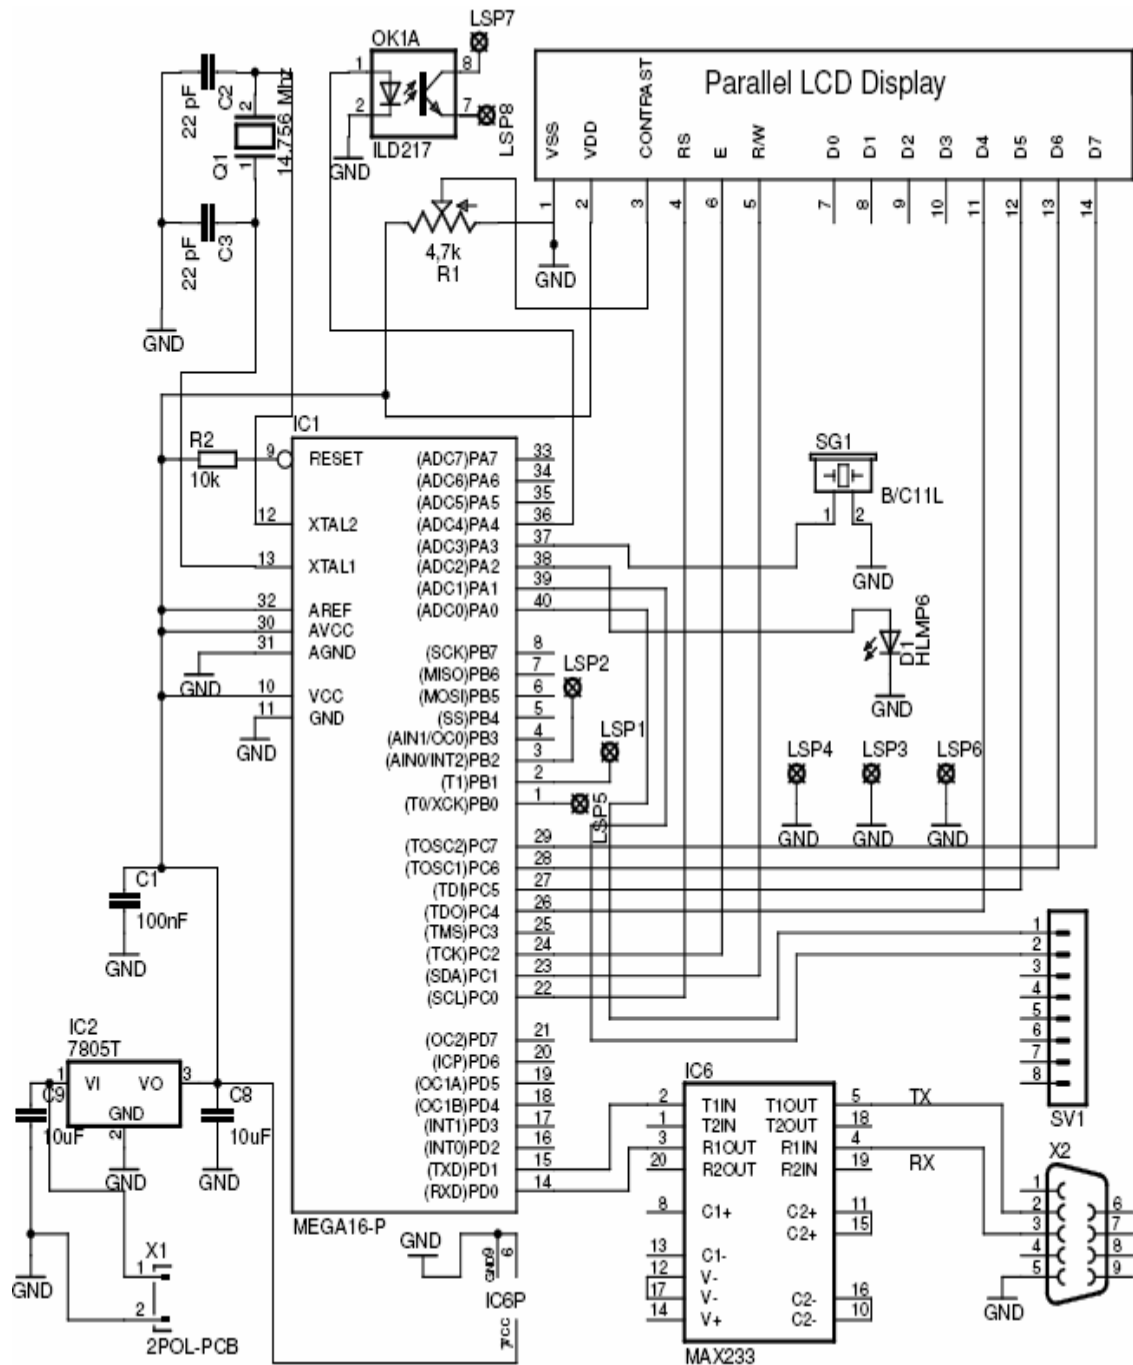 LSP7
OK1A
1
8
2
7
LSP8
ILD217
GND
C2
22 pF
2
Q1
1
14.756 Mhz
C3
22 pF
GND
Parallel LCD Display
VSS
VDD
CONTRAST
RS
E
R/W
D0
D1
D2
D3
D4
D5
D6
D7
1
2
3
4
6
5
7
8
9
10
11
12
13
14
4,7k
R1
GND
IC1
R2
10k
9
RESET
12
XTAL2
13
XTAL1
32
AREF
30
AVCC
31
AGND
GND
10
VCC
11
GND
GND
(ADC7)PA7 33
(ADC6)PA6 34
(ADC5)PA5 35
(ADC4)PA4 36
(ADC3)PA3 37
(ADC2)PA2 38
(ADC1)PA1 39
(ADC0)PA0 40
(SCK)PB7 8
(MISO)PB6 7
(MOSI)PB5 6
(SS)PB4 5
(AIN1/OC0)PB3 4
(AIN0/INT2)PB2 3
(T1)PB1 2
(T0/XCK)PB0 1
(TOSC2)PC7 29
(TOSC1)PC6 28
(TDI)PC5 27
(TDO)PC4 26
(TMS)PC3 25
(TCK)PC2 24
(SDA)PC1 23
(SCL)PC0 22
(OC2)PD7 21
(ICP)PD6 20
(OC1A)PD5 19
(OC1B)PD4 18
(INT1)PD3 17
(INT0)PD2 16
(TXD)PD1 15
(RXD)PD0 14
MEGA16-P
SG1
B/C11L
1
2
GND
D1
HLMP6
GND
LSP2
LSP1
LSP5
LSP4
LSP3
LSP6
GND
GND
GND
C1
100nF
GND
IC2
7805T
1
VI
VO
3
GND
2
C9
10uF
C8
10uF
GND
GND
GND
X1
1
2
2POL-PCB
GND
GND
9
6
IC6P
7
VCC
IC6
2 T1IN
1 T2IN
3 R1OUT
20 R2OUT
8 C1+
13 C1-
12 V-
17 V-
14 V+
T1OUT 5
T2OUT 18
R1IN 4
R2IN 19
C2+ 11
C2+ 15
C2- 16
C2- 10
MAX233
TX
RX
1
2
3
4
5
6
7
8
SV1
X2
1
2
3
4
5
6
7
8
9
GND